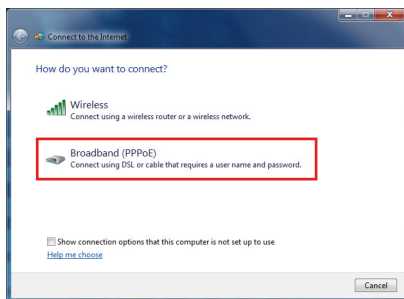 Connect to the Internet
How do you want to connect?
Wireless
Connect using a wireless router or a wireless network.
Broadband (PPPoE)
Connect using DSL or cable that requires a user name and password.
Show connection options that this computer is not set up to use
Help me choose
Cancel